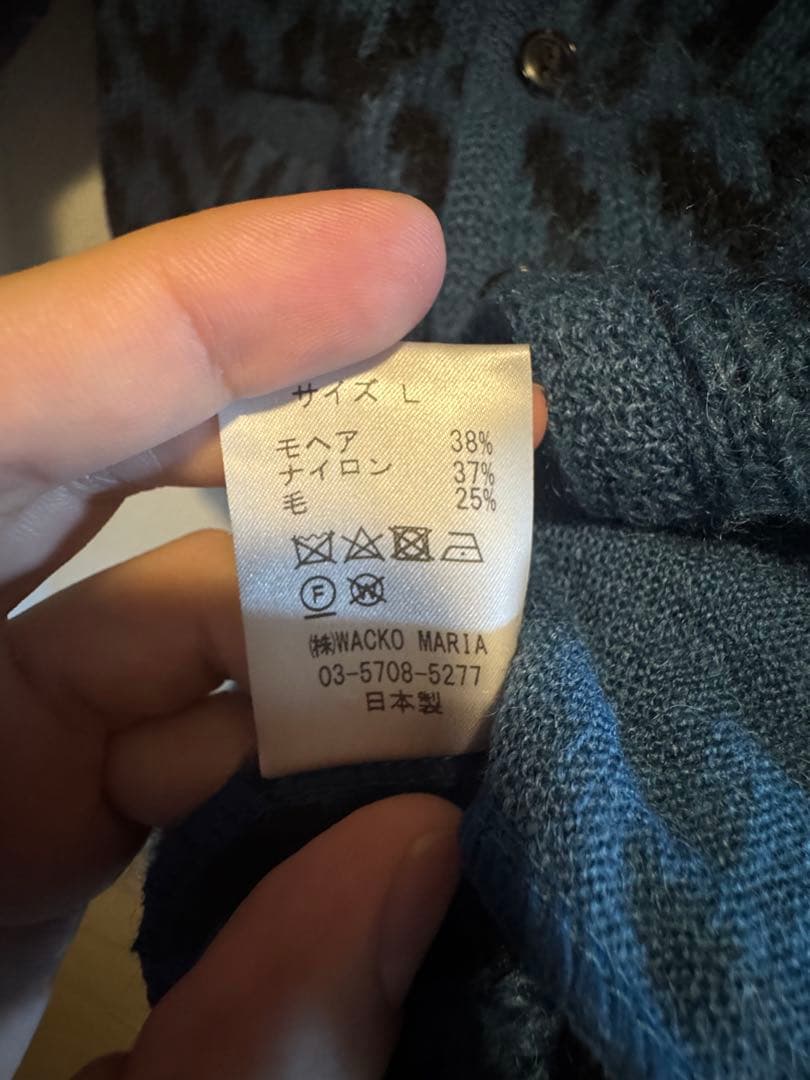 サイズ L
モヘア 38%
ナイロン 37%
毛 25%
F W
㈱WACKO MARIA
03-5708-5277
日本製